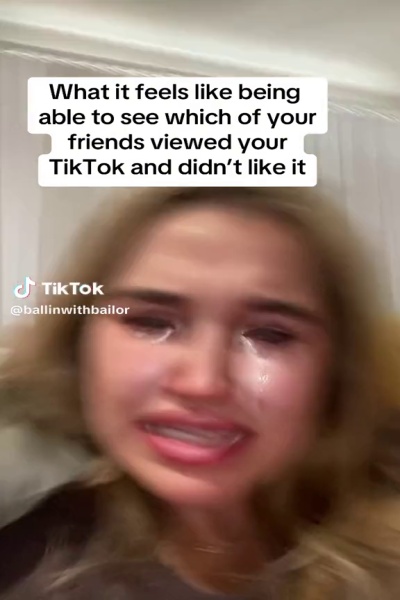 What it feels like being
able to see which of your
friends viewed your
TikTok and didn't like it
TikTok
@ballinwithbailor